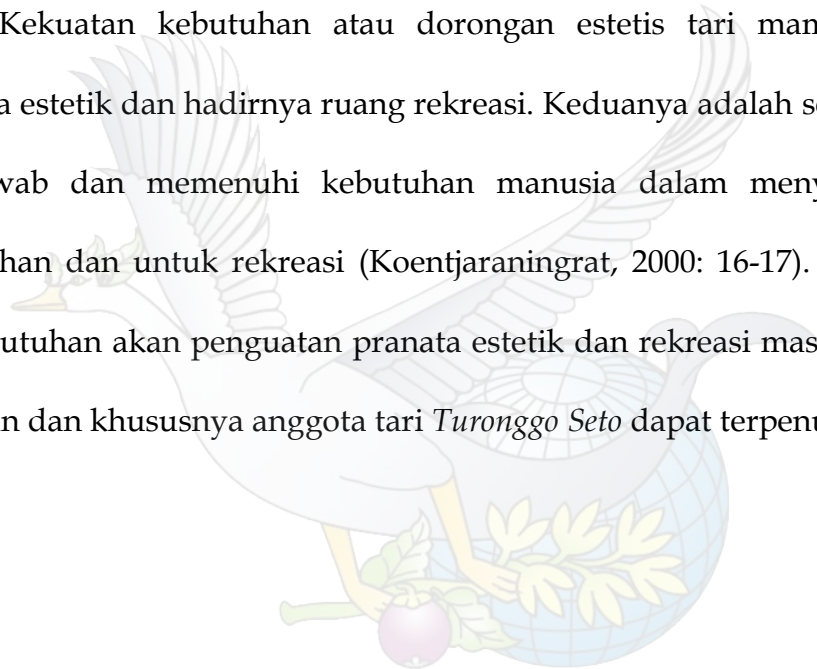 Kekuatan kebutuhan atau dorongan estetis tari mam
a estetik dan hadirnya ruang rekreasi. Keduanya adalah se
wab dan memenuhi kebutuhan manusia dalam meny
han dan untuk rekreasi (Koentjaraningrat, 2000: 16-17).
utuhan akan penguatan pranata estetik dan rekreasi mas
n dan khususnya anggota tari Turonggo Seto dapat terpenu